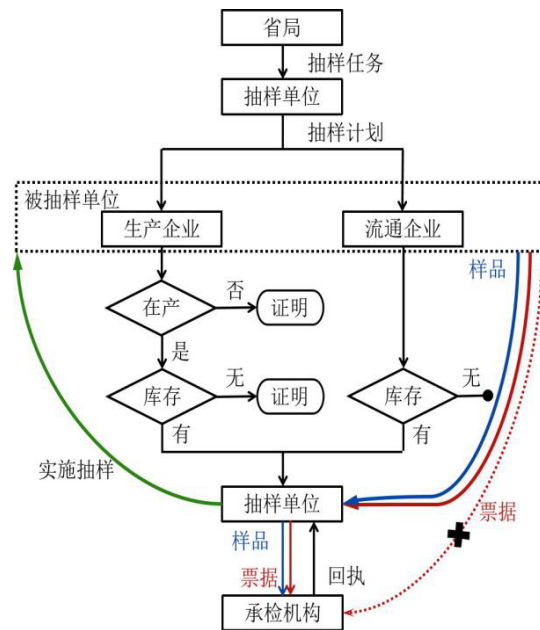 省局
抽样任务
抽样单位
抽样计划
被抽样单位
生产企业
流通企业
样品
在产
否
证明
是
库存
无
证明
库存
无
有
有
实施抽样
抽样单位
票据
样品
票据
回执
承检机构